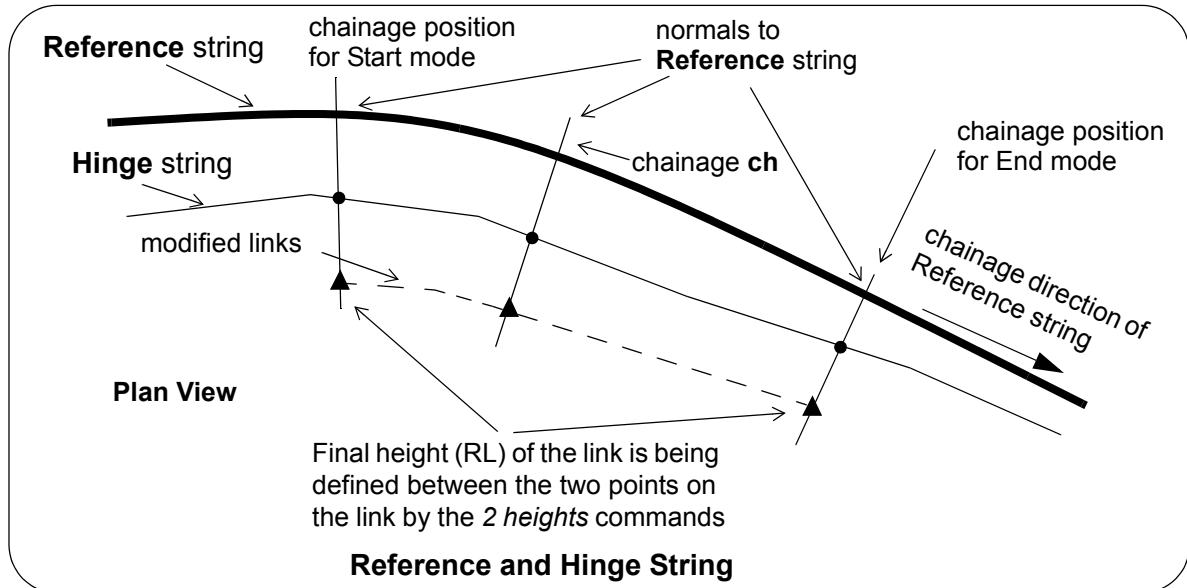 Reference string
chainage position
for Start mode
normals to
Reference string
chainage position
for End mode
Hinge string
chainage ch
modified links
chainage direction of
Reference string
Plan View
Final height (RL) of the link is being
defined between the two points on
the link by the 2 heights commands
Reference and Hinge String